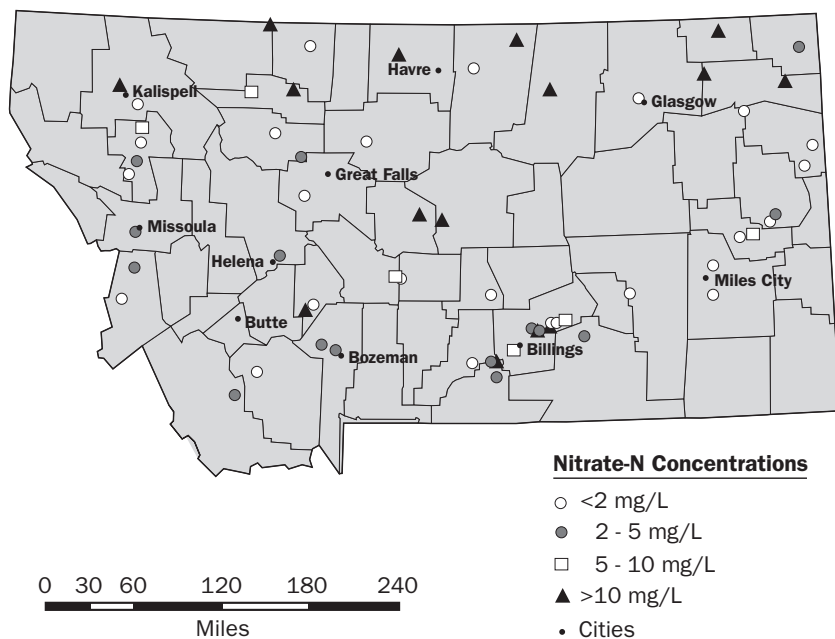 Havre
Kalispell
Glasgow
Great Falls
Missoula
Helena
Miles City
Butte
Billings
Bozeman
Nitrate-N Concentrations
<2 mg/L
2 - 5 mg/L
5 - 10 mg/L
>10 mg/L
Cities
0 30 60 120 180 240
Miles